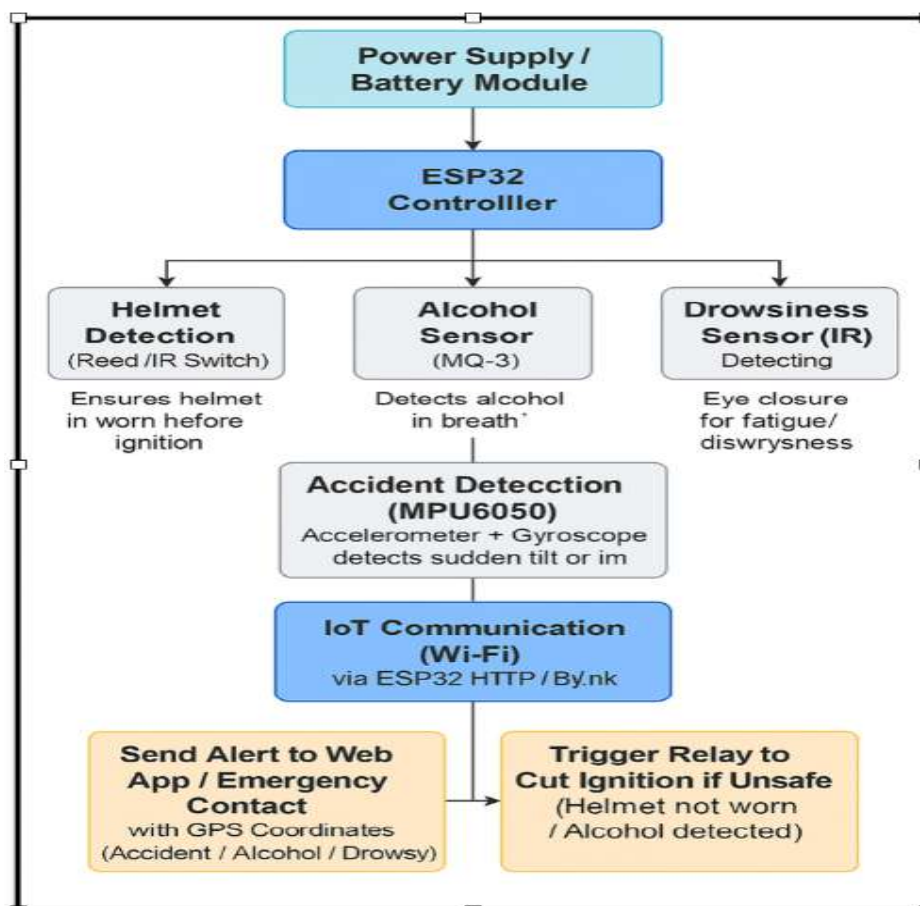 Power Supply /
Battery Module
ESP32
Controlller
Helmet
Detection
(Reed /IR Switch)
Ensures helmet
in worn hefore
ignition
Alcohol
Sensor
(MQ-3)
Detects alcohol
in breath
Drowsiness
Sensor (IR)
Detecting
Eye closure
for fatigue/
diswrysness
Accident Detecction
(MPU6050)
Accelerometer + Gyroscope
detects sudden tilt or im
IoT Communication
(Wi-Fi)
via ESP32 HTTP /
Send Alert to Web
App / Emergency
Contact
with GPS Coordinates
(Accident / Alcohol / Drowsy)
Trigger Relay to
Cut Ignition if Unsafe
(Helmet not worn
/ Alcohol detected)